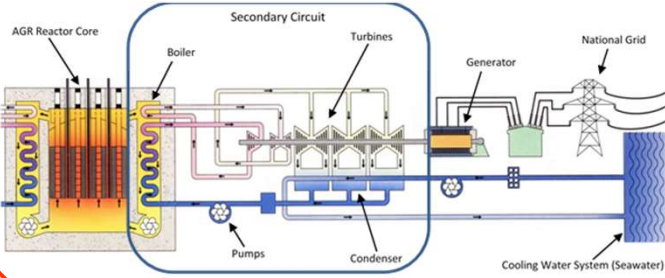 Secondary Circuit
AGR Reactor Core
Boiler
Turbines
Generator
National Grid
Pumps
Condenser
Cooling Water System (Seawater)